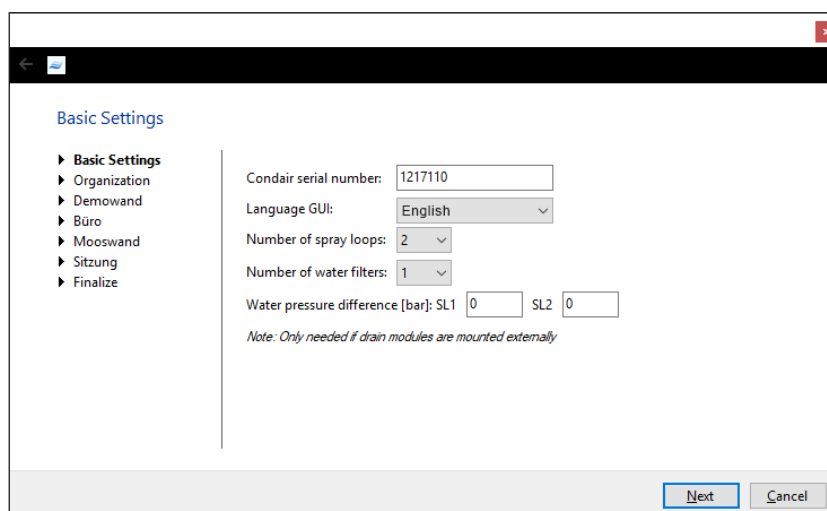 Basic Settings
Basic Settings
Organization
Demowand
Büro
Mooswand
Sitzung
Finalize
Condair serial number: 1217110
Language GUI: English
Number of spray loops: 2
Number of water filters: 1
Water pressure difference [bar]: SL1 0 SL2 0
Note: Only needed if drain modules are mounted externally
Next Cancel